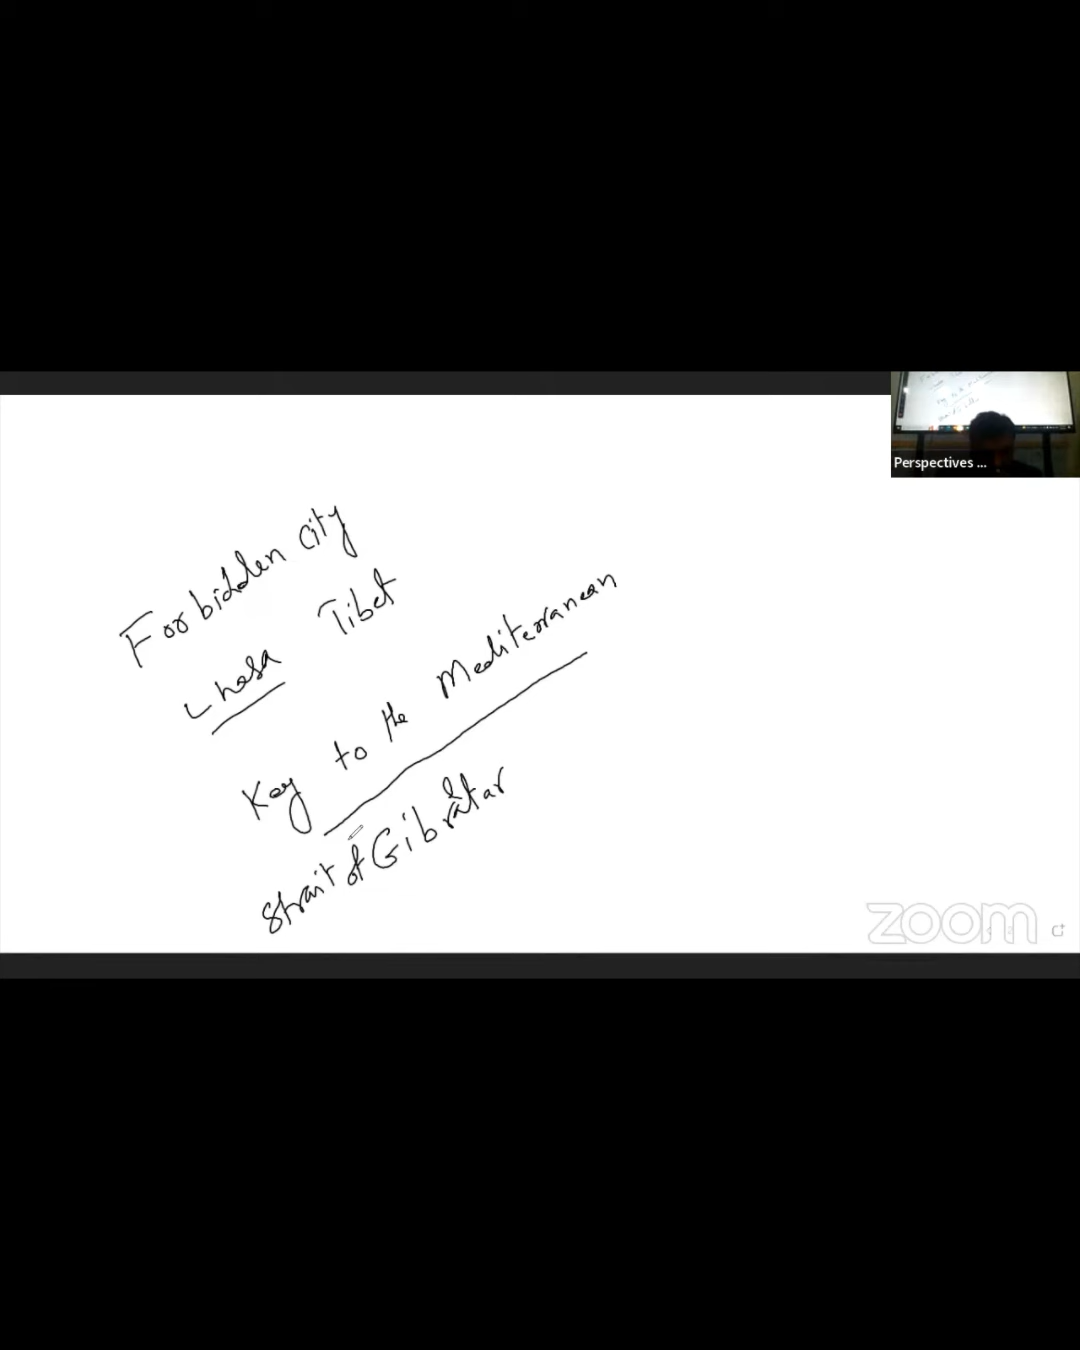 Perspectives ...
Forbidden City
Lhasa Tibet
Key to the Mediterranean
Strait of Gibraltar
zoom